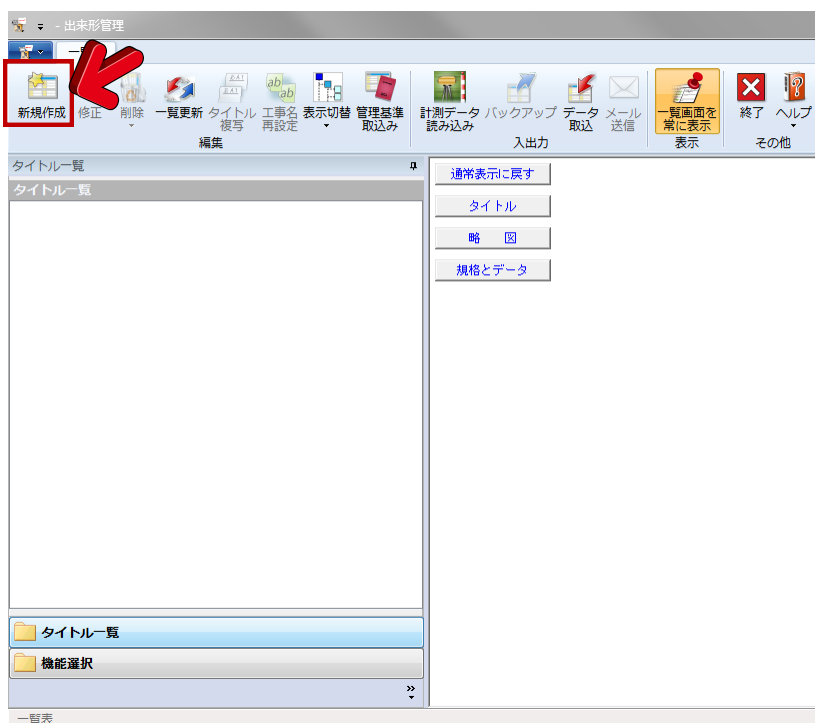 - 出来形管理
新規作成
修正
削除
一覧更新
タイトル
複写
工事名
再設定
表示切替
管理基準
取込み
編集
計測データ
読み込み
バックアップ
データ
取込
メール
送信
入出力
一覧画面を
常に表示
表示
終了
ヘルプ
その他
タイトル一覧
タイトル一覧
通常表示に戻す
タイトル
略 図
規格とデータ
タイトル一覧
機能選択
一覧表